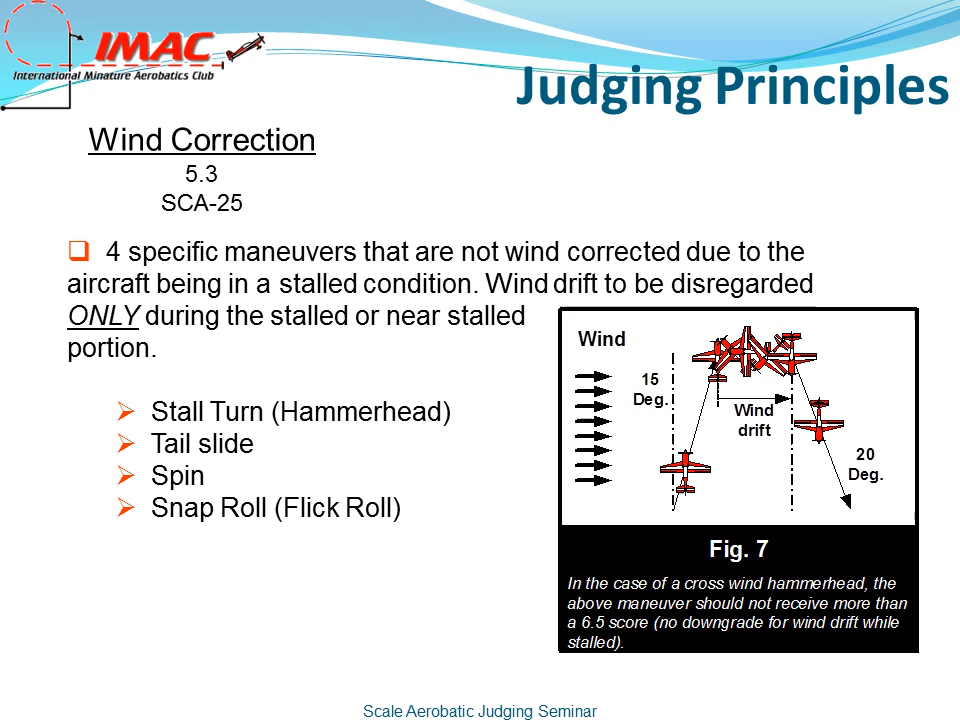 IMAC
International Minature Aerobatics Club
Judging Principles
Wind Correction
5.3
SCA-25
4 specific maneuvers that are not wind corrected due to the
aircraft being in a stalled condition. Wind drift to be disregarded
ONLY during the stalled or near stalled
portion.
Stall Turn (Hammerhead)
Tail slide
Spin
Snap Roll (Flick Roll)
Wind
15
Deg.
Wind
drift
20
Deg.
Fig. 7
In the case of a cross wind hammerhead, the
above maneuver should not receive more than
a 6.5 score (no downgrade for wind drift while
stalled).
Scale Aerobatic Judging Seminar